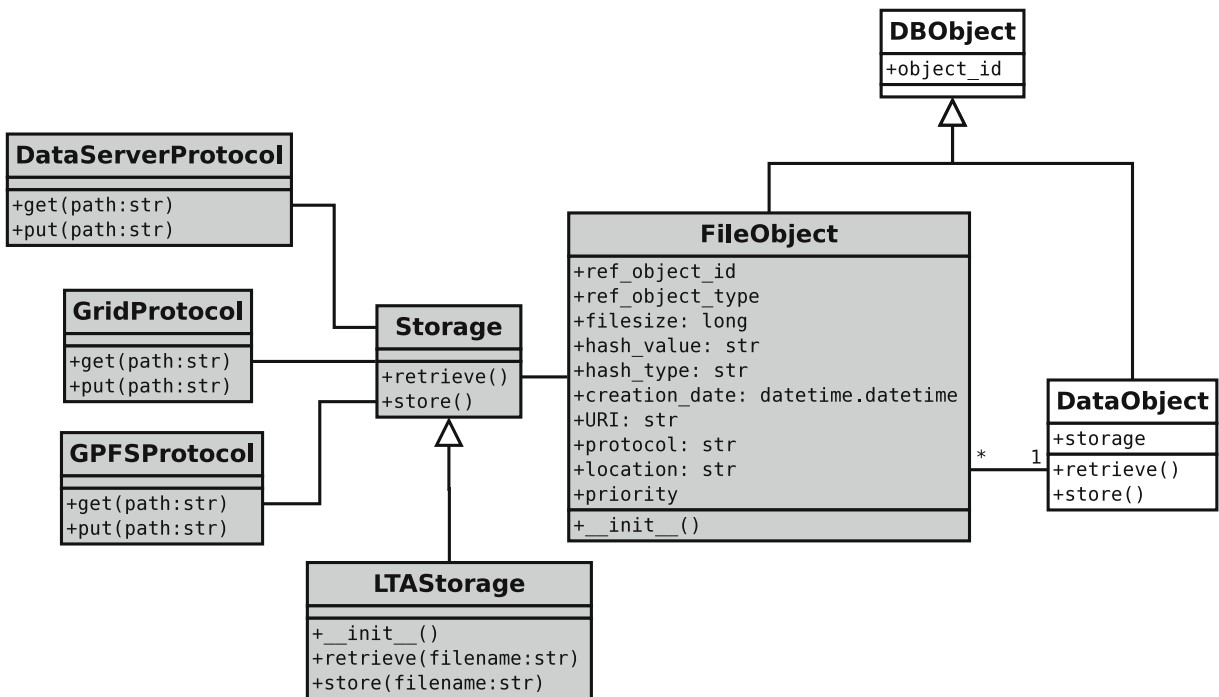 DBObject
+object_id
DataServerProtocol
+get(path:str)
+put(path:str)
GridProtocol
+get(path:str)
+put(path:str)
GPFSProtocol
+get(path:str)
+put(path:str)
Storage
+retrieve()
+store()
LTAStorage
+__init__()
+retrieve(filename:str)
+store(filename:str)
FileObject
+ref_object_id
+ref_object_type
+filesize: long
+hash_value: str
+hash_type: str
+creation_date: datetime.datetime
+URI: str
+protocol: str
+location: str
+priority
+__init__()
* 1
DataObject
+storage
+retrieve()
+store()